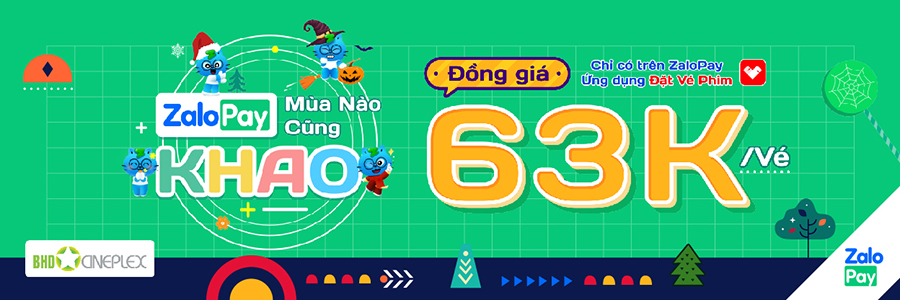 ZaloPay Mùa Nào
Cũng
KHAO
Đồng giá
Chỉ có trên ZaloPay
Ứng dụng Đặt Vé Phim
63K/Vé
BHD CINEPLEX
Zalo
Pay